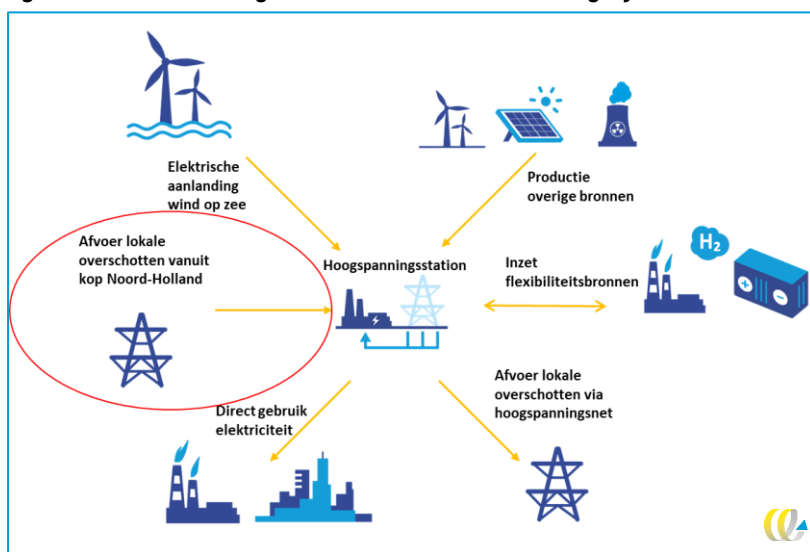 Elektrische
aanlanding
wind op zee
Productie
overige bronnen
Afvoer lokale
overschotten vanuit
kop Noord-Holland
Hoogspanningsstation
Inzet
flexibiliteitsbronnen
H2
Direct gebruik
elektriciteit
Afvoer lokale
overschotten via
hoogspanningsnet